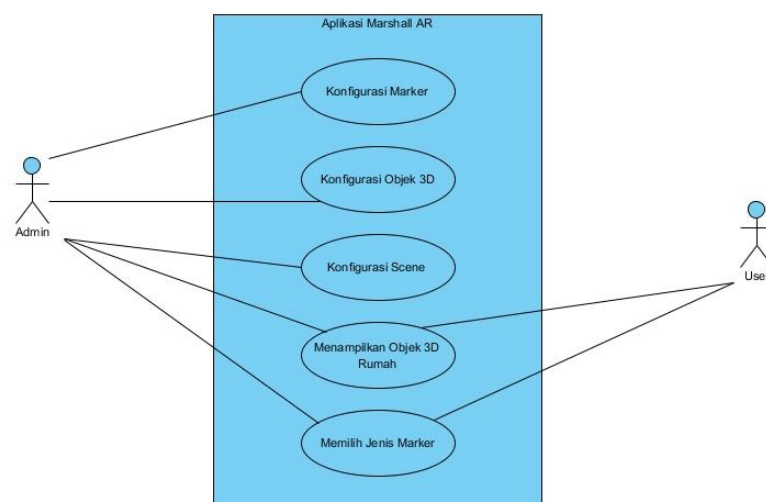 Aplikasi Marshall AR
Konfigurasi Marker
Konfigurasi Objek 3D
Admin
Konfigurasi Scene
Use
Menampilkan Objek 3D
Rumah
Memilih Jenis Marker